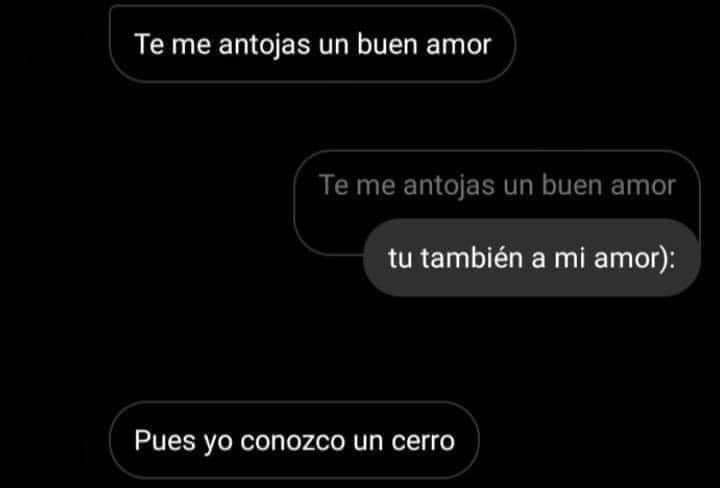 Te me antojas un buen amor
Te me antojas un buen amor
tu también a mi amor):
Pues yo conozco un cerro